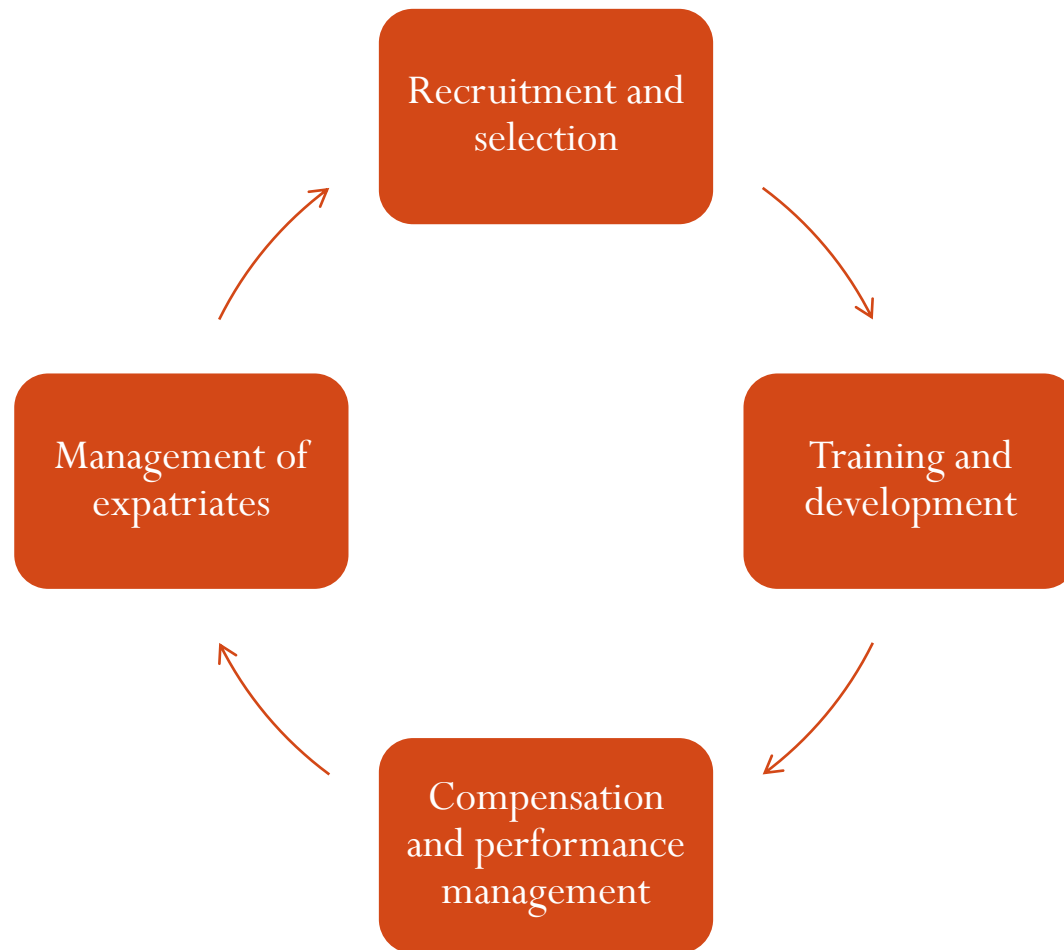 Recruitment and
selection
Training and
development
Compensation
and performance
management
Management of
expatriates